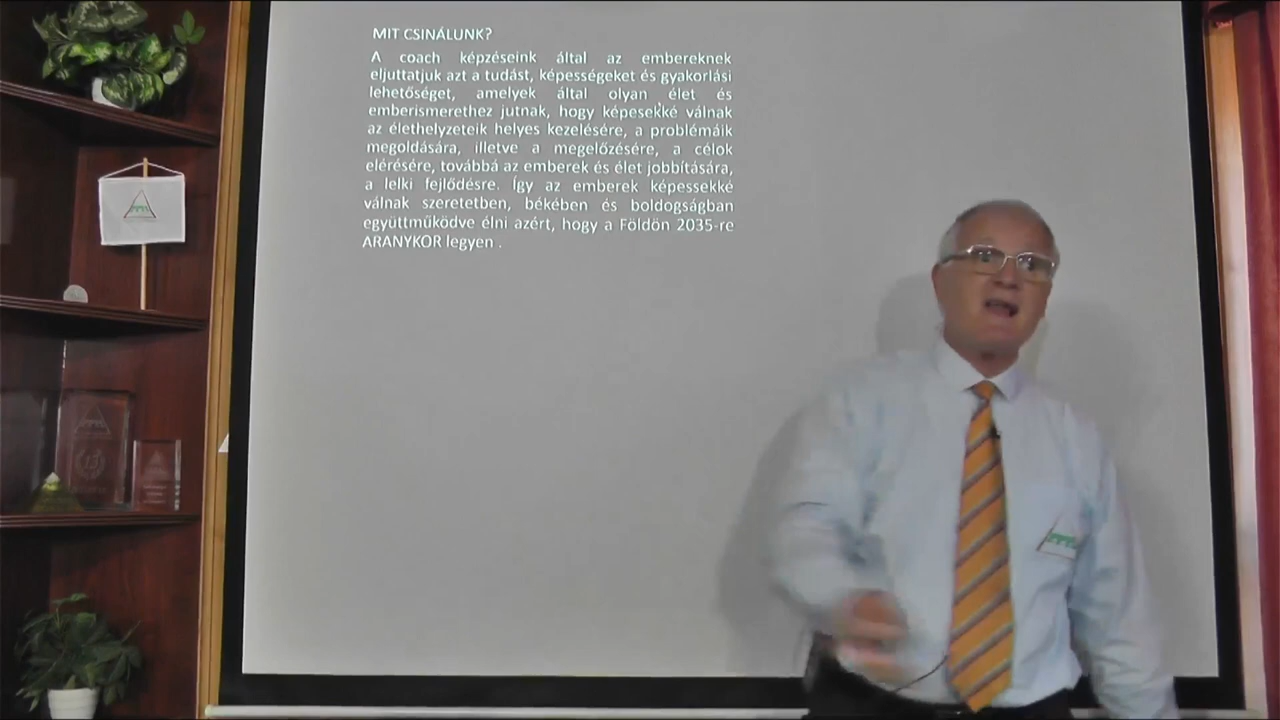 MIT CSINÁLUNK?
A coach képzéseink által az embereknek
eljuttatjuk azt a tudást, képességeket és gyakorlási
lehetőséget, amelyek által olyan élet és
emberismerethez jutnak, hogy képesekké válnak
az élethelyzeteik helyes kezelésére, a problémáik
megoldására, illetve a megelőzésére, a célok
elérésére, továbbá az emberek és élet jobbítására,
a lelki fejlődésre. Így az emberek képessekké
válnak szeretetben, békében és boldogságban
együttműködve élni azért, hogy a Földön 2035-re
ARANYKOR legyen .